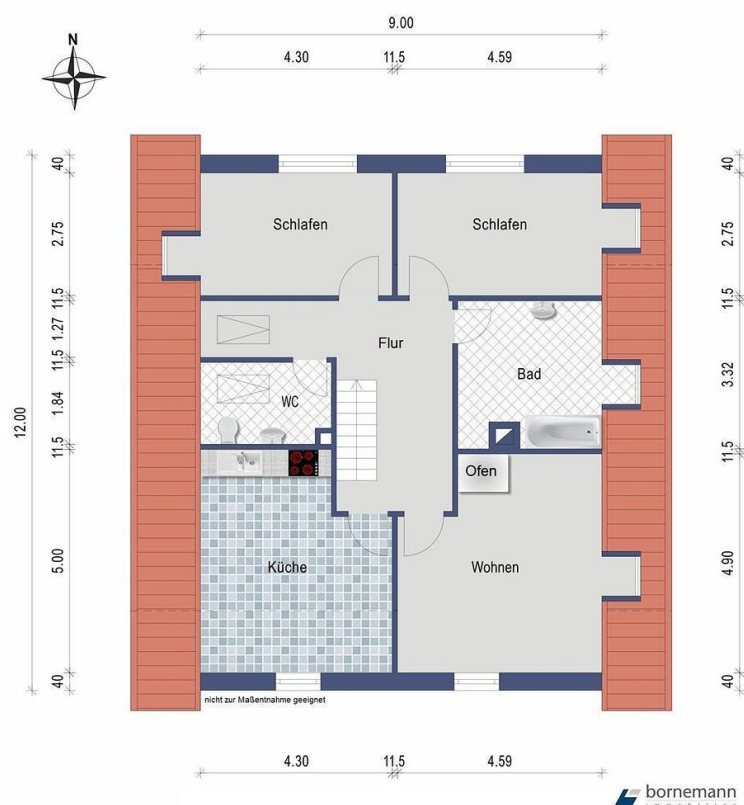 9.00
4.30 11.5 4.59
N
40 40
2.75 2.75
Schlafen Schlafen
11.5 11.5
1.27
Flur
11.5
3.32
Bad
12.00
1.84
WC
11.5 11.5
Ofen
5.00 4.90
Küche Wohnen
40 40
nicht zur Maßentnahme geeignet
4.30 11.5 4.59
bornemann
immobilien